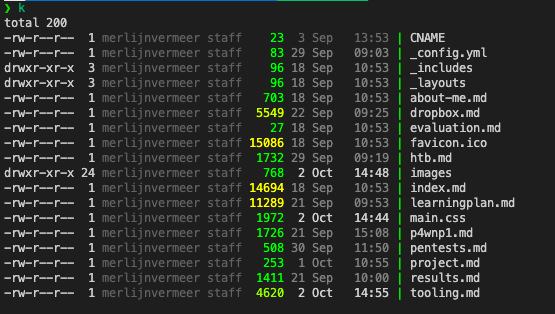 ❯ k
total 200
-rw-r--r--  1 merlijnvermeer staff    23  3 Sep  13:53 | CNAME
-rw-r--r--  1 merlijnvermeer staff    83 29 Sep  09:03 | _config.yml
drwxr-xr-x  3 merlijnvermeer staff    96 18 Sep  10:53 | _includes
drwxr-xr-x  3 merlijnvermeer staff    96 18 Sep  10:53 | _layouts
-rw-r--r--  1 merlijnvermeer staff   703 18 Sep  10:53 | about-me.md
-rw-r--r--  1 merlijnvermeer staff  5549 22 Sep  09:25 | dropbox.md
-rw-r--r--  1 merlijnvermeer staff    27 18 Sep  10:53 | evaluation.md
-rw-r--r--  1 merlijnvermeer staff 15086 18 Sep  10:53 | favicon.ico
-rw-r--r--  1 merlijnvermeer staff  1732 29 Sep  09:19 | htb.md
drwxr-xr-x 24 merlijnvermeer staff   768  2 Oct  14:48 | images
-rw-r--r--  1 merlijnvermeer staff 14694 18 Sep  10:53 | index.md
-rw-r--r--  1 merlijnvermeer staff 11289 21 Sep  09:53 | learningplan.md
-rw-r--r--  1 merlijnvermeer staff  1972  2 Oct  14:44 | main.css
-rw-r--r--  1 merlijnvermeer staff  1726 21 Sep  15:08 | p4wnp1.md
-rw-r--r--  1 merlijnvermeer staff   508 30 Sep  11:50 | pentests.md
-rw-r--r--  1 merlijnvermeer staff   253  1 Oct  10:55 | project.md
-rw-r--r--  1 merlijnvermeer staff  1411 21 Sep  10:00 | results.md
-rw-r--r--  1 merlijnvermeer staff  4620  2 Oct  14:55 | tooling.md